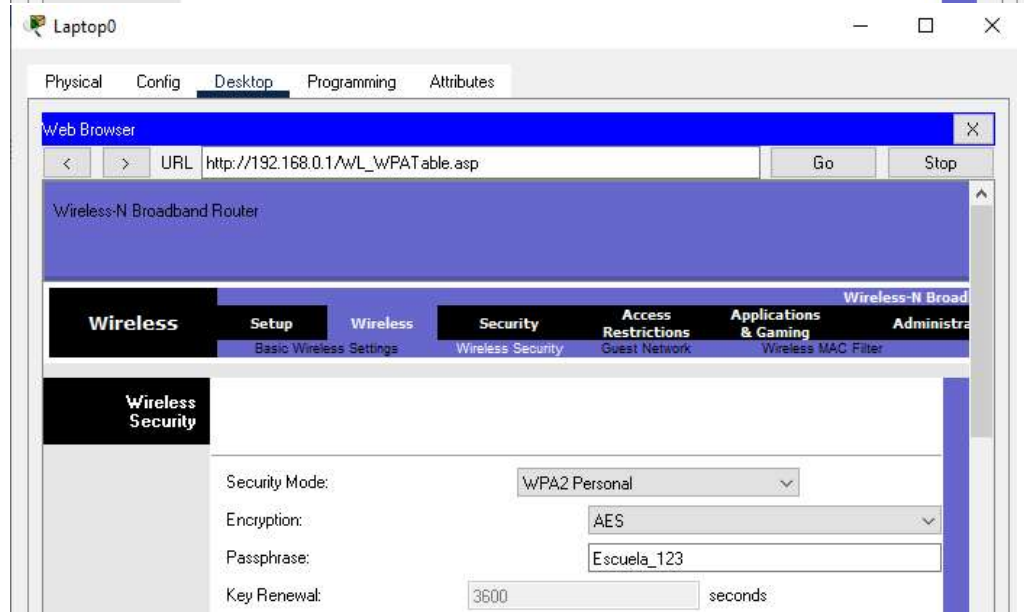 Laptop0
Physical Config Desktop Programming Attributes
Web Browser X
< > URL http://192.168.0.1/WL_WPATable.asp Go Stop
Wireless-N Broadband Router
Wireless-N Broad
Wireless Setup Wireless Security Access Restrictions Applications & Gaming Administra
Basic Wireless Settings Wireless Security Guest Network Wireless MAC Filter
Wireless
Security
Security Mode: WPA2 Personal
Encryption: AES
Passphrase: Escuela_123
Key Renewal: 3600 seconds